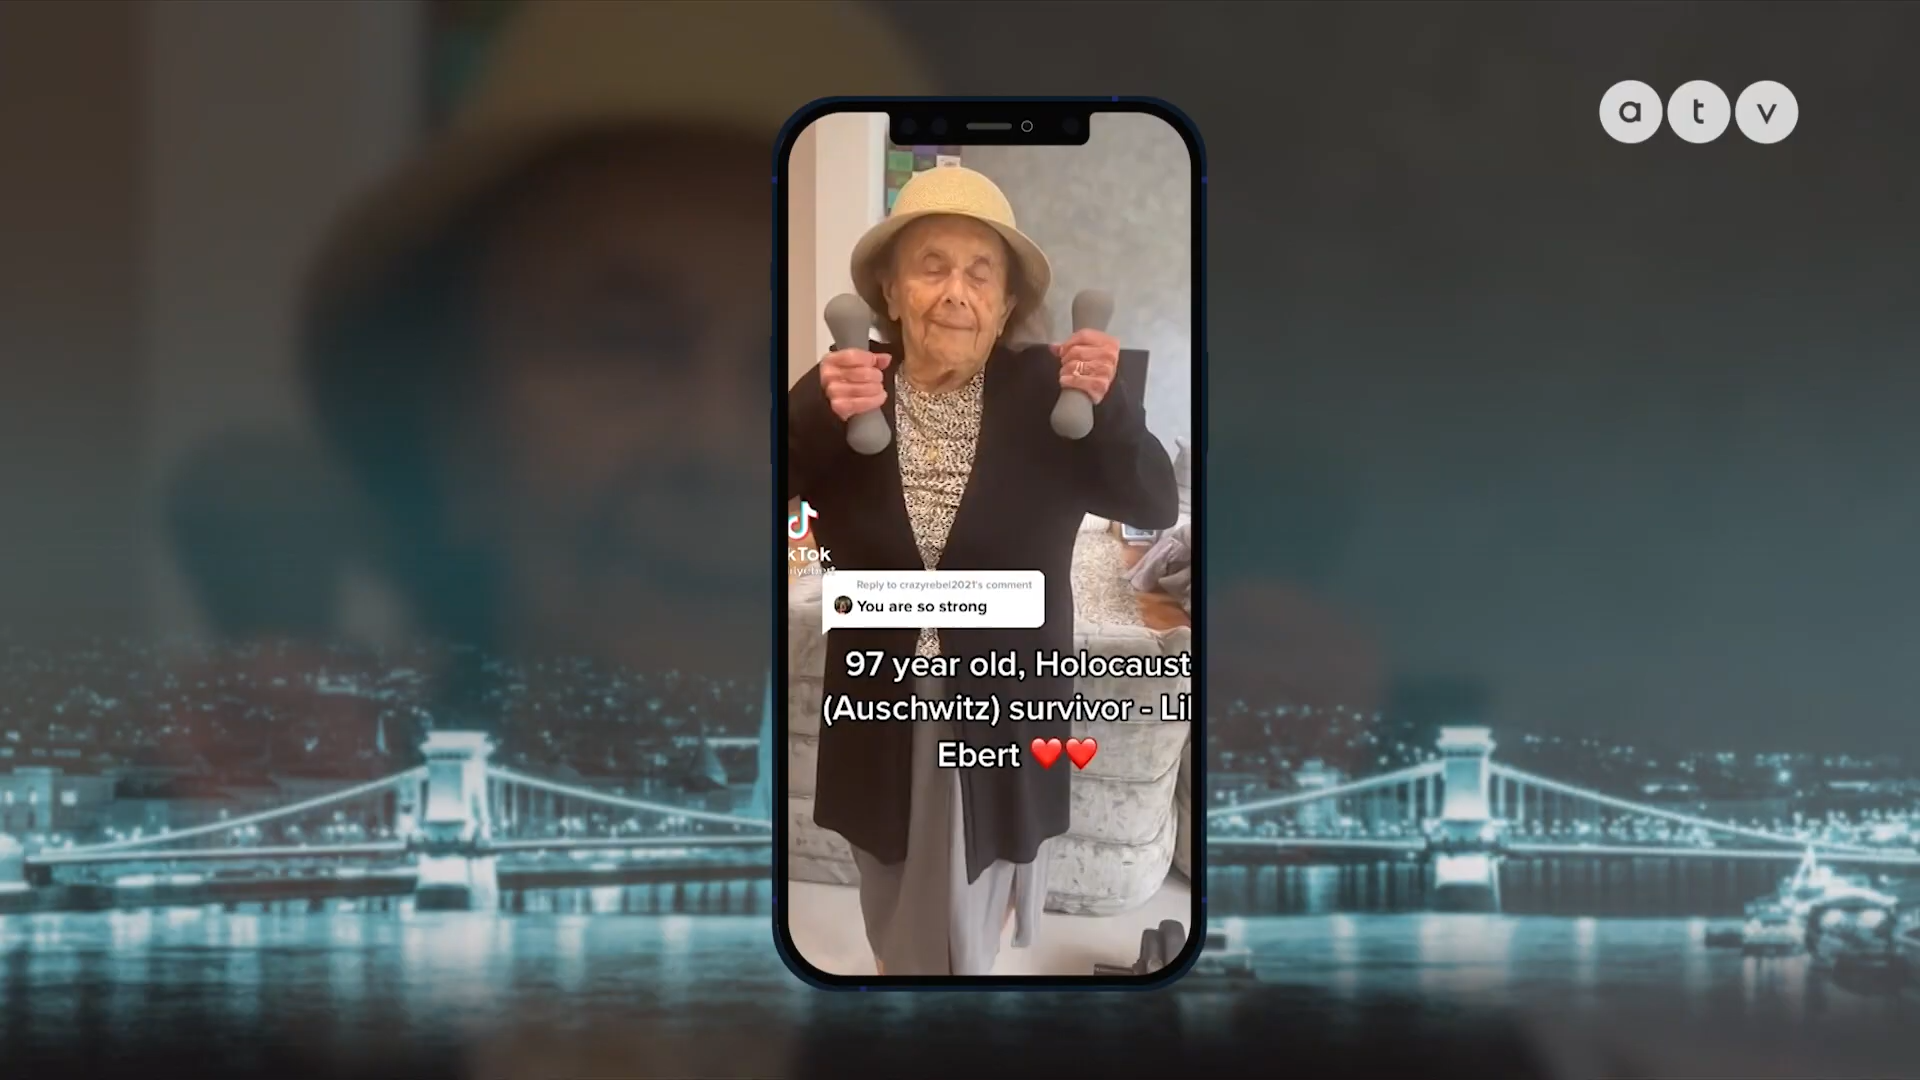 atv
kTok
Reply to crazyrebel2021's comment
You are so strong
97 year old, Holocaust
(Auschwitz) survivor - Lil
Ebert ❤️❤️